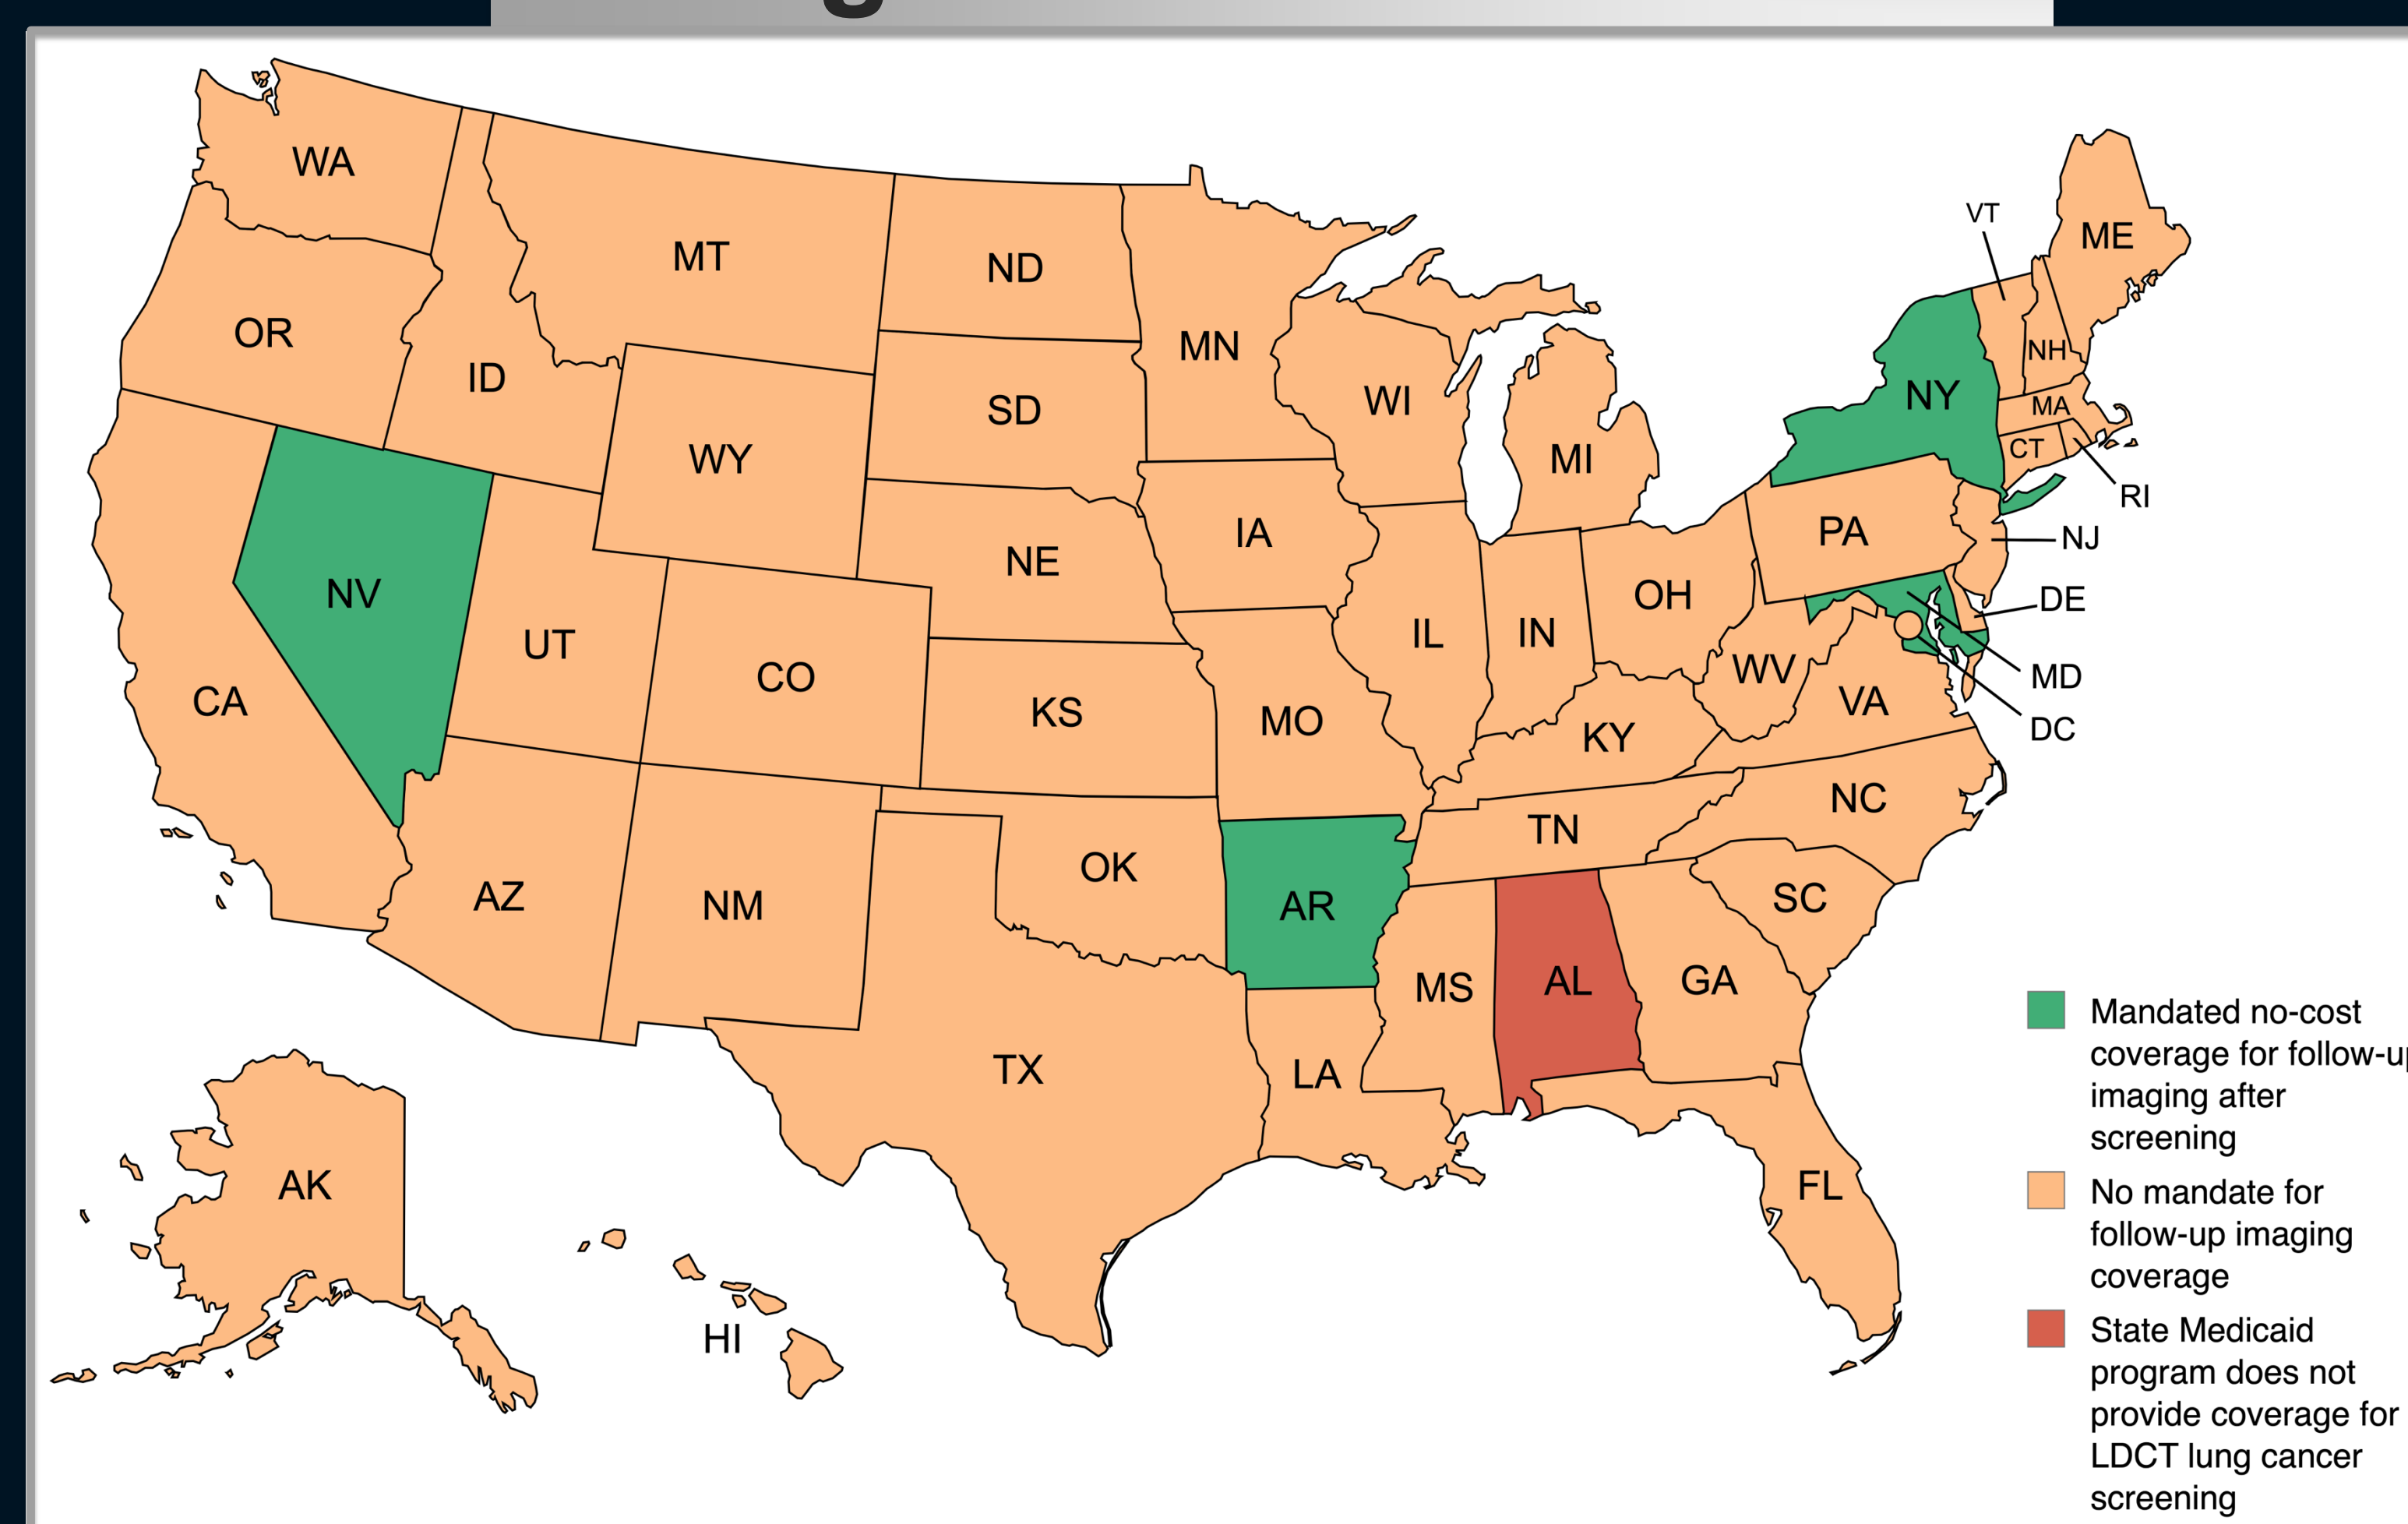 WA
MT
ND
MN
VT
ME
OR
ID
SD
WI
NH
NY
MA
WY
MI
CT
RI
NV
NE
IA
PA
NJ
UT
CO
IL
IN
OH
DE
CA
KS
MO
WV
VA
MD
KY
DC
NC
TN
OK
AZ
NM
AR
SC
MS
AL
GA
TX
LA
AK
FL
HI
Mandated no-cost
coverage for follow-up
imaging after
screening
No mandate for
follow-up imaging
coverage
State Medicaid
program does not
provide coverage for
LDCT lung cancer
screening